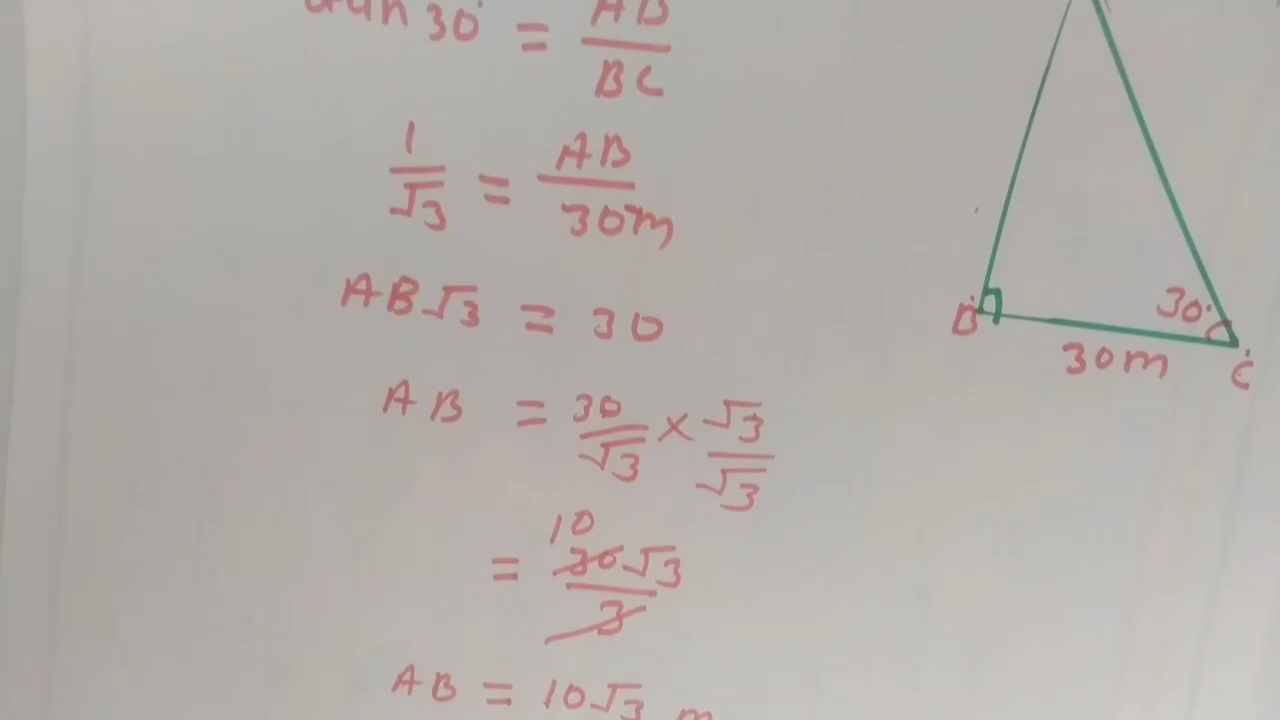 tan 30° = AB/BC
1/√3 = AB/30m
AB√3 = 30
AB = 30/√3 × √3/√3
10
= 30√3/3
AB = 10√3 m
B
30°
30m
C